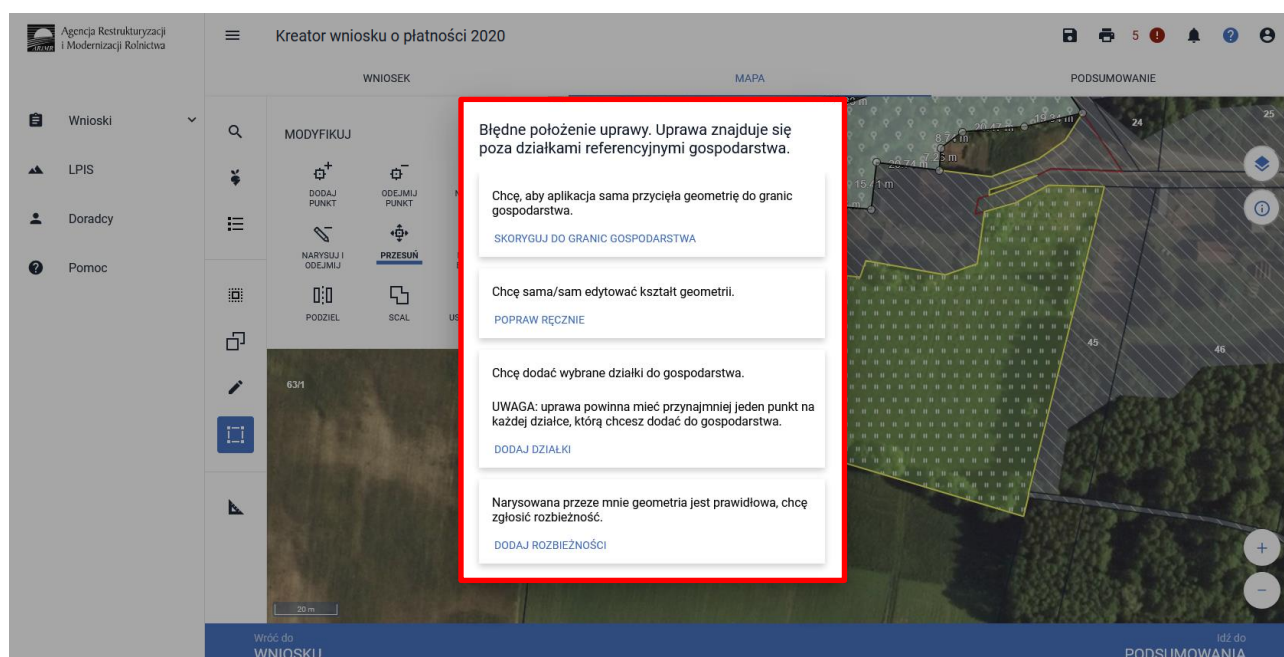 Agencja Restrukturyzacji
i Modernizacji Rolnictwa
ARiMR
Kreator wniosku o płatności 2020
5
WNIOSEK
MAPA
PODSUMOWANIE
Wnioski
LPIS
Doradcy
Pomoc
MODYFIKUJ
DODAJ
PUNKT
ODEJMIJ
PUNKT
NARYSUJ I
ODEJMIJ
PRZESUŃ
PODZIEL
SCAL
Błędne położenie uprawy. Uprawa znajduje się
poza działkami referencyjnymi gospodarstwa.
Chcę, aby aplikacja sama przycięła geometrię do granic
gospodarstwa.
SKORYGUJ DO GRANIC GOSPODARSTWA
Chcę sama/sam edytować kształt geometrii.
POPRAW RĘCZNIE
Chcę dodać wybrane działki do gospodarstwa.
UWAGA: uprawa powinna mieć przynajmniej jeden punkt na
każdej działce, którą chcesz dodać do gospodarstwa.
DODAJ DZIAŁKI
Narysowana przeze mnie geometria jest prawidłowa, chcę
zgłosić rozbieżność.
DODAJ ROZBIEŻNOŚCI
24
25
45
46
63/1
20 m
Wróć do
WNIOSKU
Idź do
PODSUMOWANIA